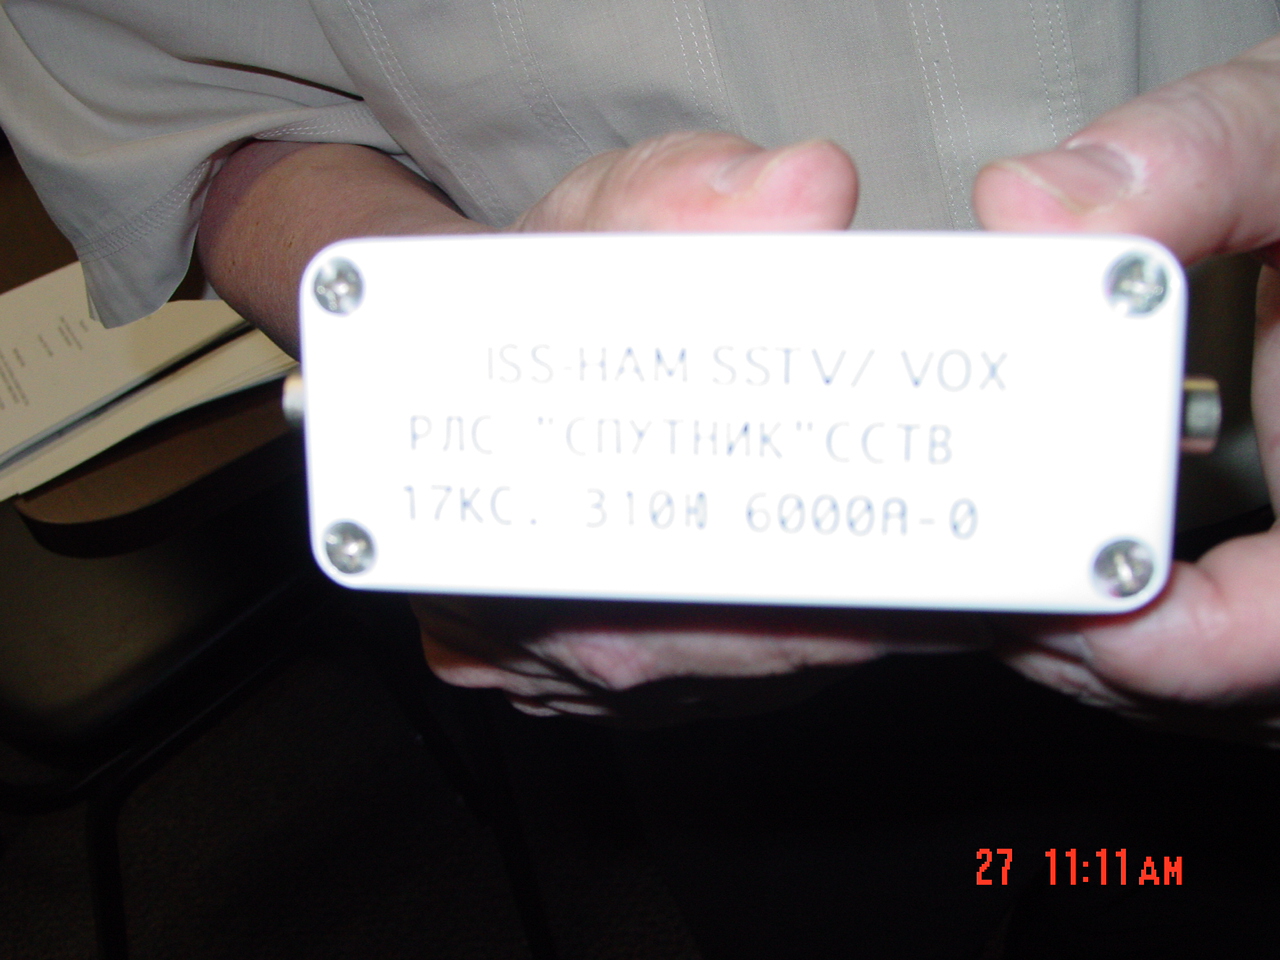 ISS-HAM SSTV/ VOX
РЛС "СПУТНИК"ССТВ
17КС. 310Ю 6000А-0
27 11:11AM